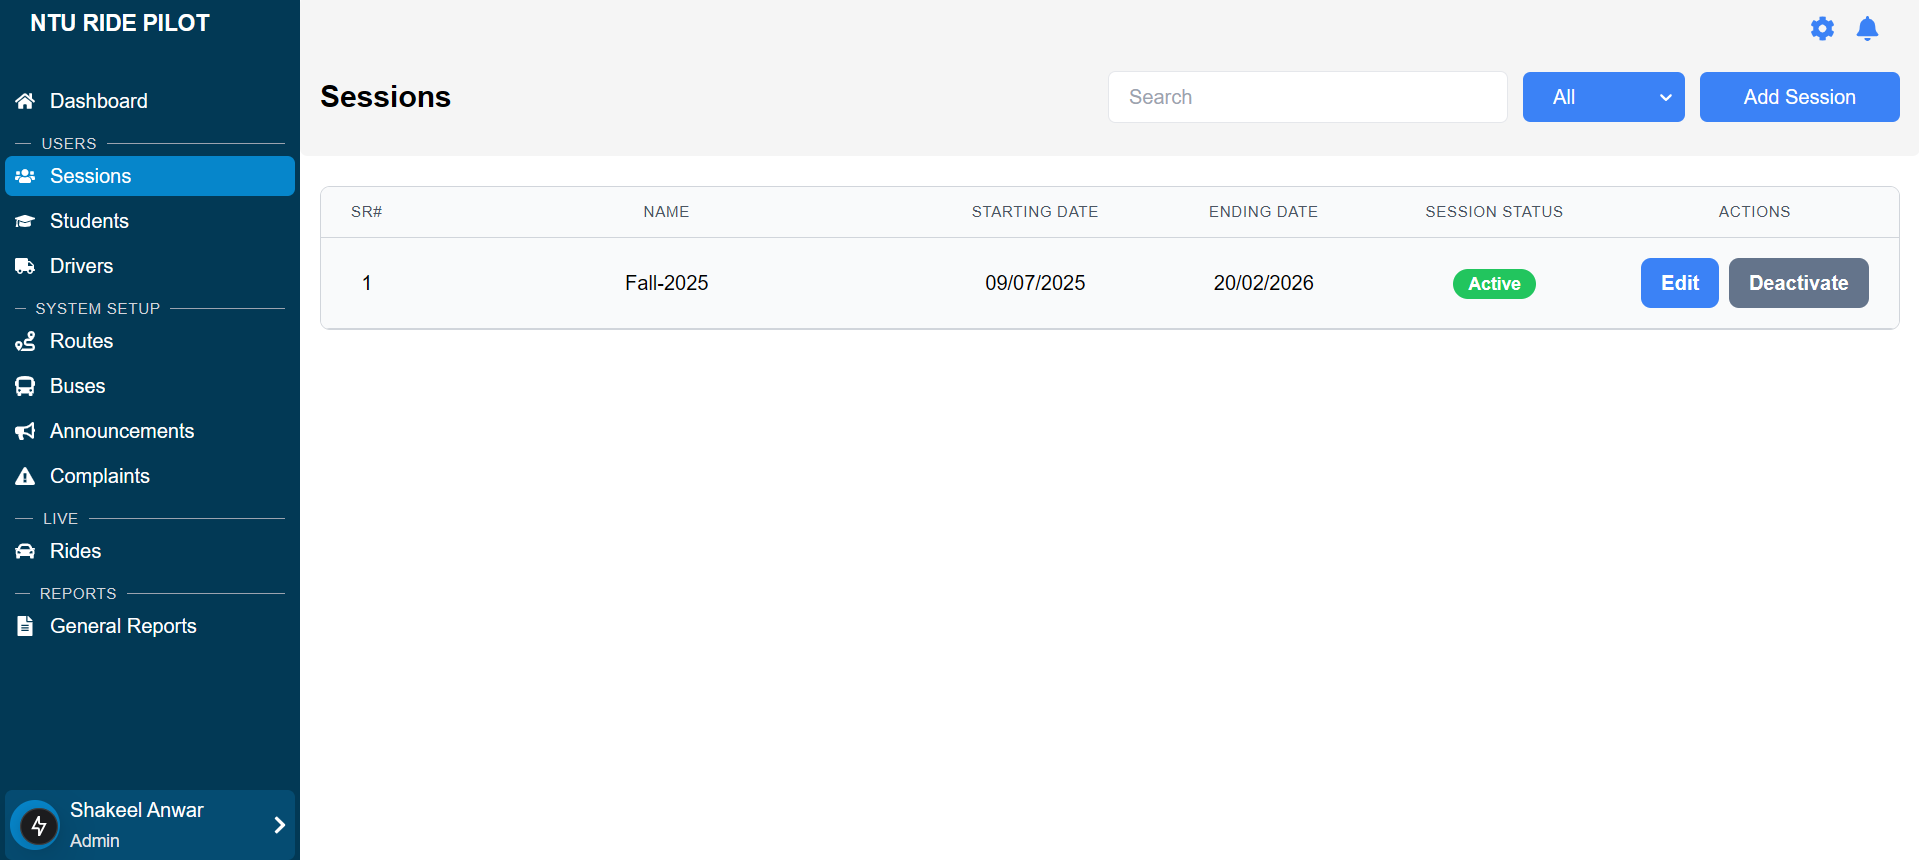 NTU RIDE PILOT
Dashboard
USERS
Sessions
Students
Drivers
SYSTEM SETUP
Routes
Buses
Announcements
Complaints
LIVE
Rides
REPORTS
General Reports
Shakeel Anwar
Admin
Sessions
Search
All
Add Session
SR# NAME STARTING DATE ENDING DATE SESSION STATUS ACTIONS
1 Fall-2025 09/07/2025 20/02/2026 Active Edit Deactivate